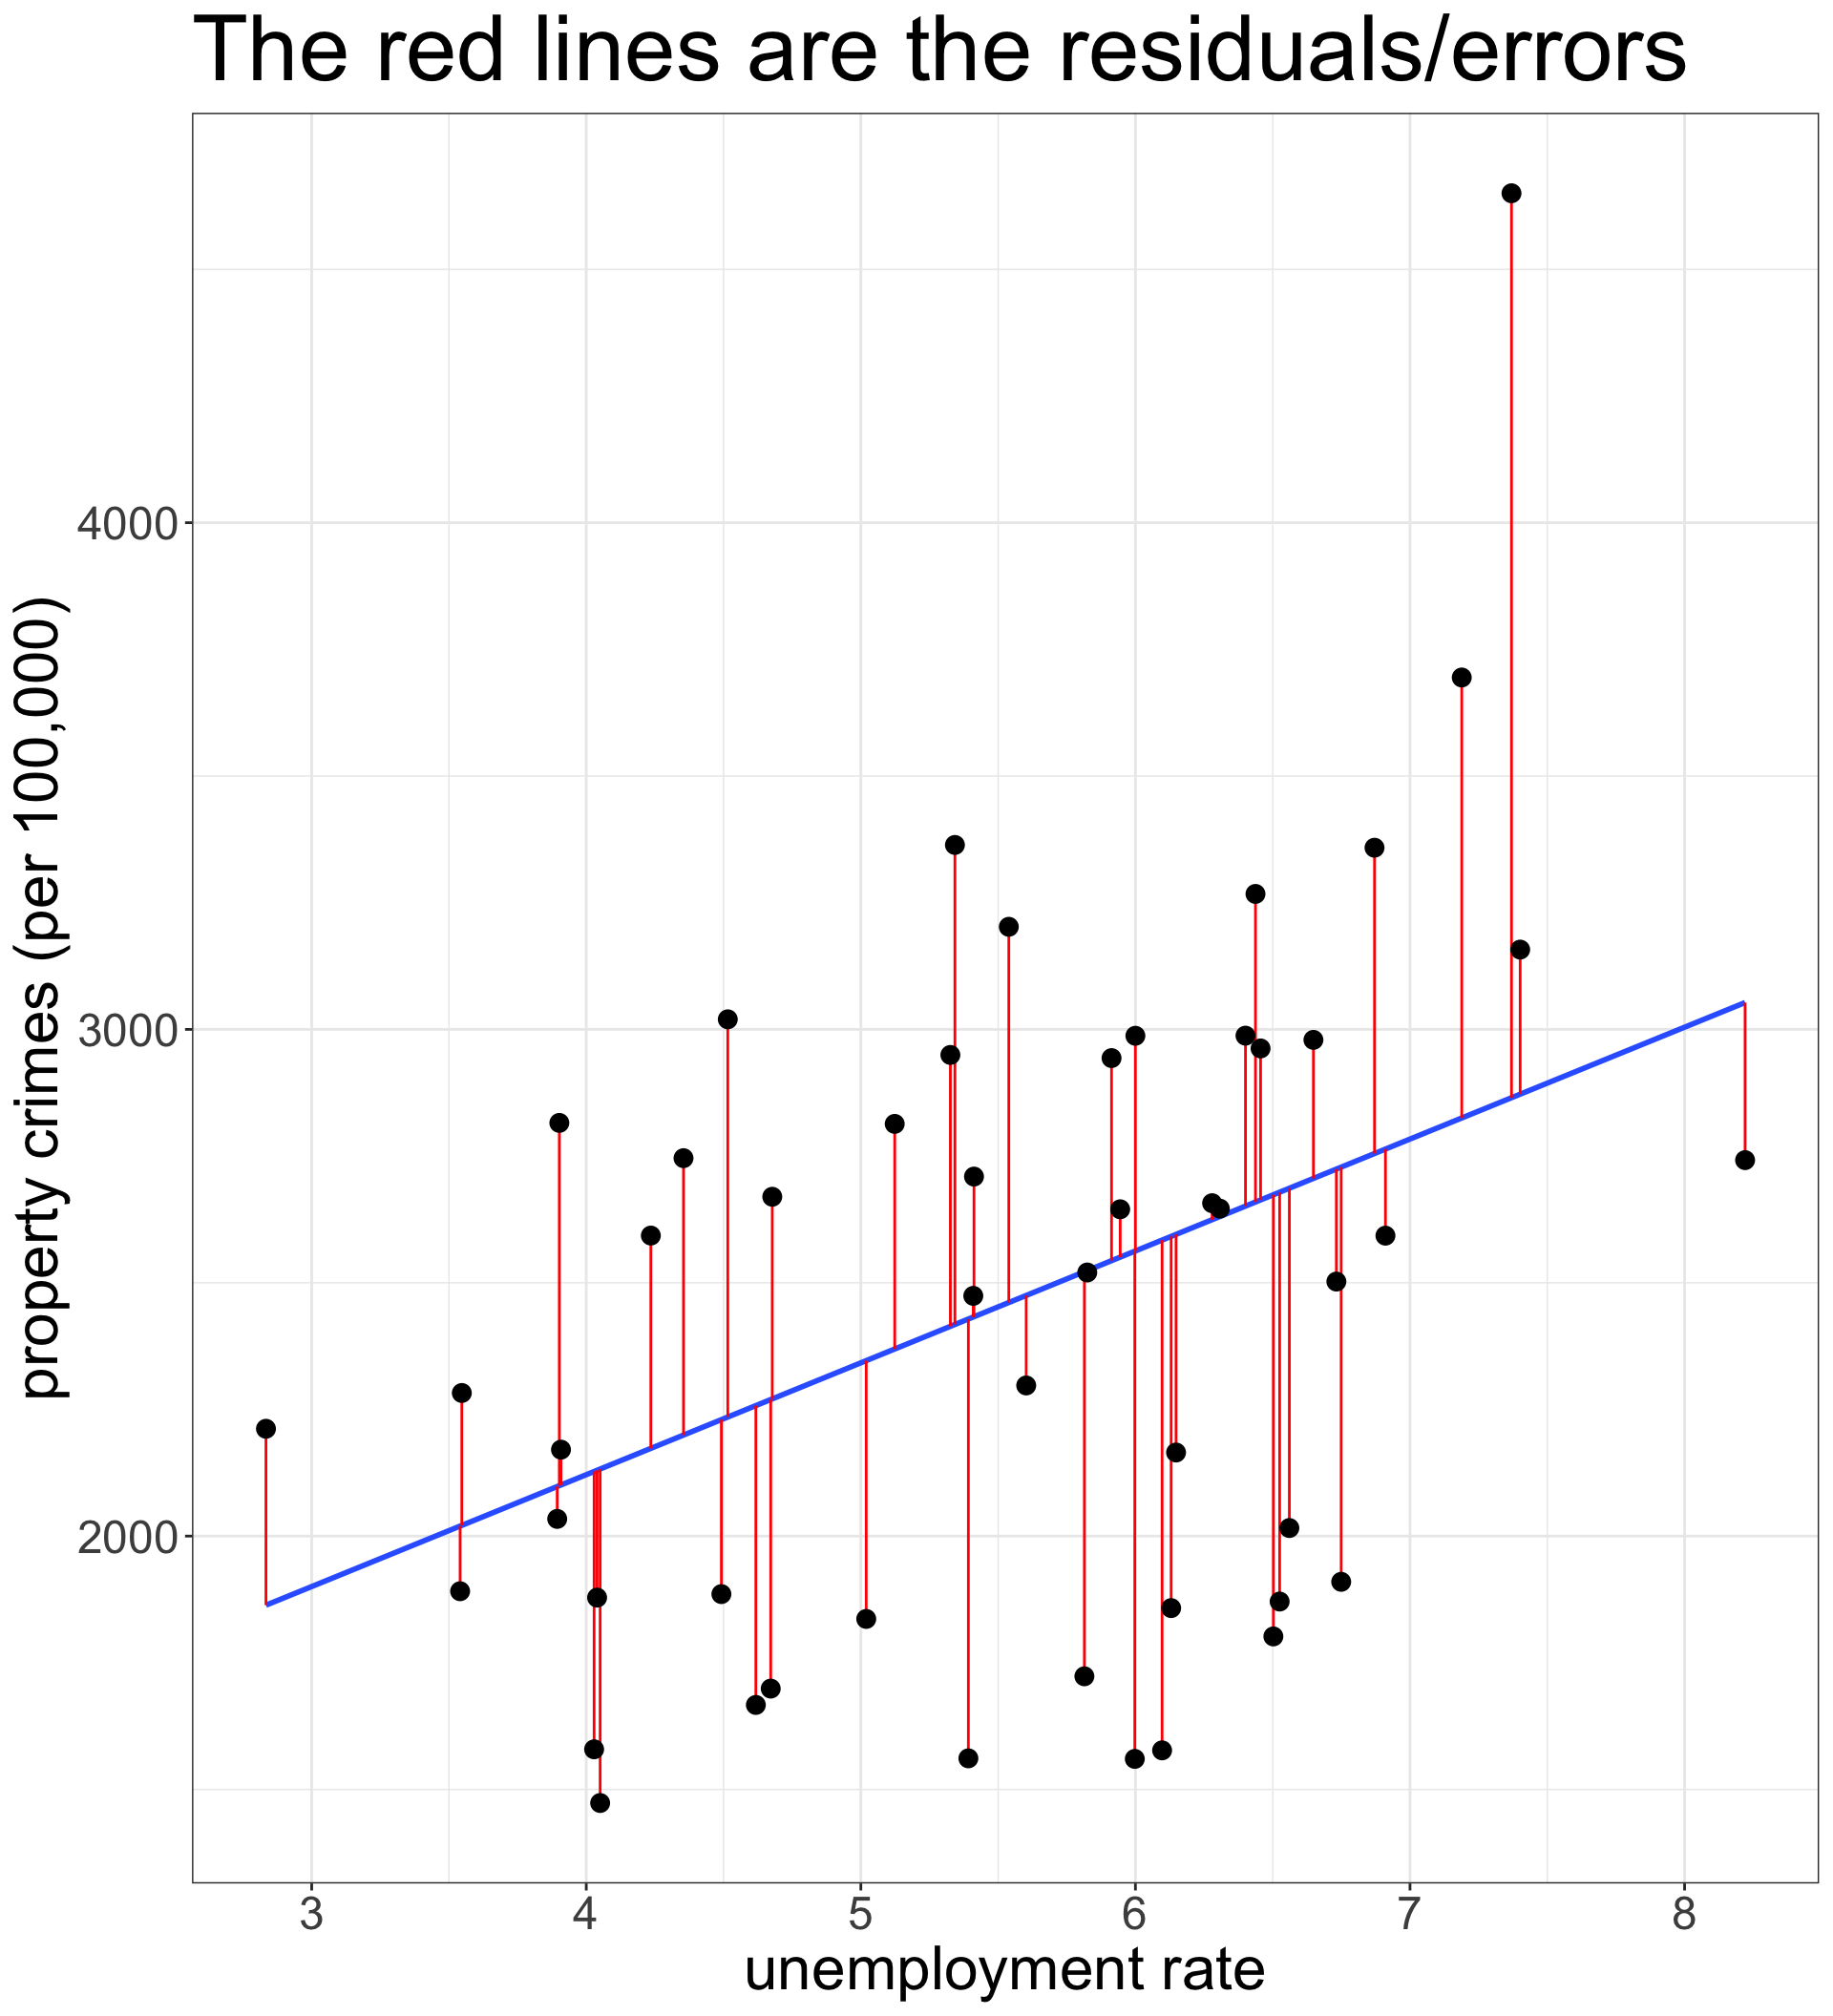 The red lines are the residuals/errors
property crimes (per 100,000)
4000
3000
2000
3 4 5 6 7 8
unemployment rate